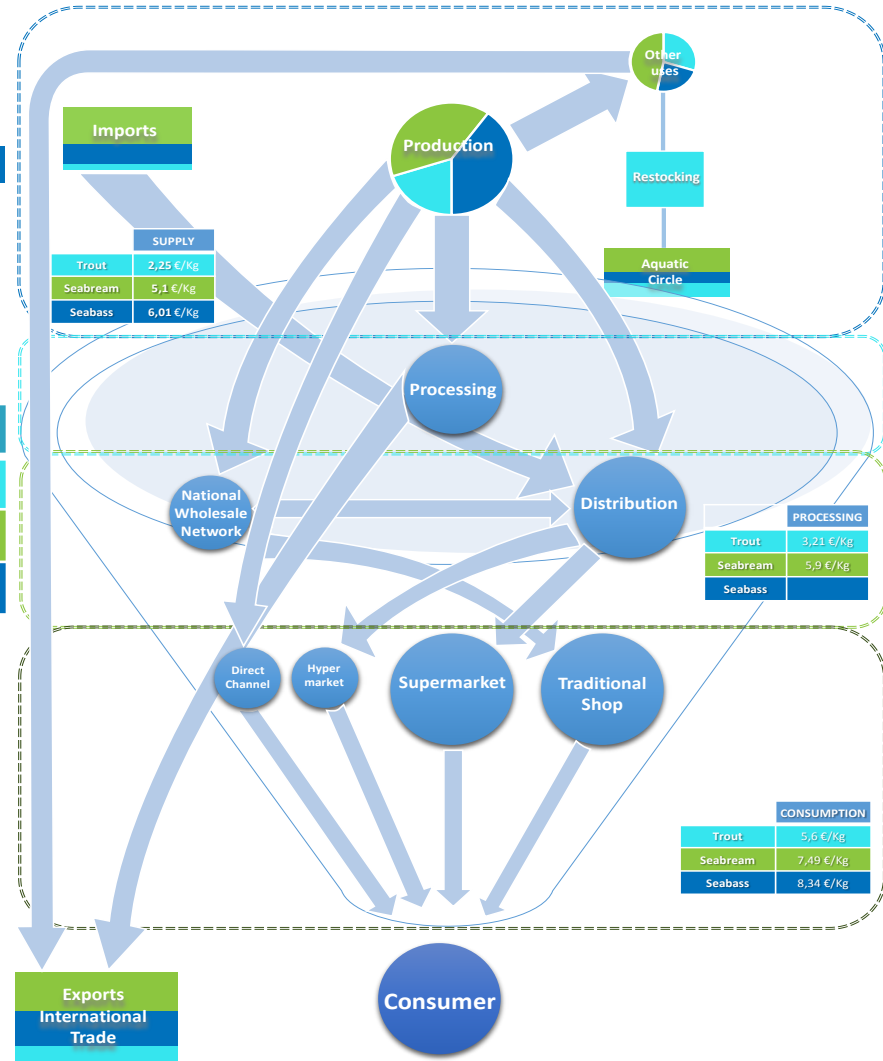 Other
uses
Imports
Production
Restocking
SUPPLY
Trout 2,25 €/Kg
Seabream 5,1 €/Kg
Seabass 6,01 €/Kg
Aquatic
Circle
Processing
National
Wholesale
Network
Distribution
PROCESSING
Trout 3,21 €/Kg
Seabream 5,9 €/Kg
Seabass
Direct
Channel
Hyper
market
Supermarket
Traditional
Shop
CONSUMPTION
Trout 5,6 €/Kg
Seabream 7,49 €/Kg
Seabass 8,34 €/Kg
Exports
International
Trade
Consumer